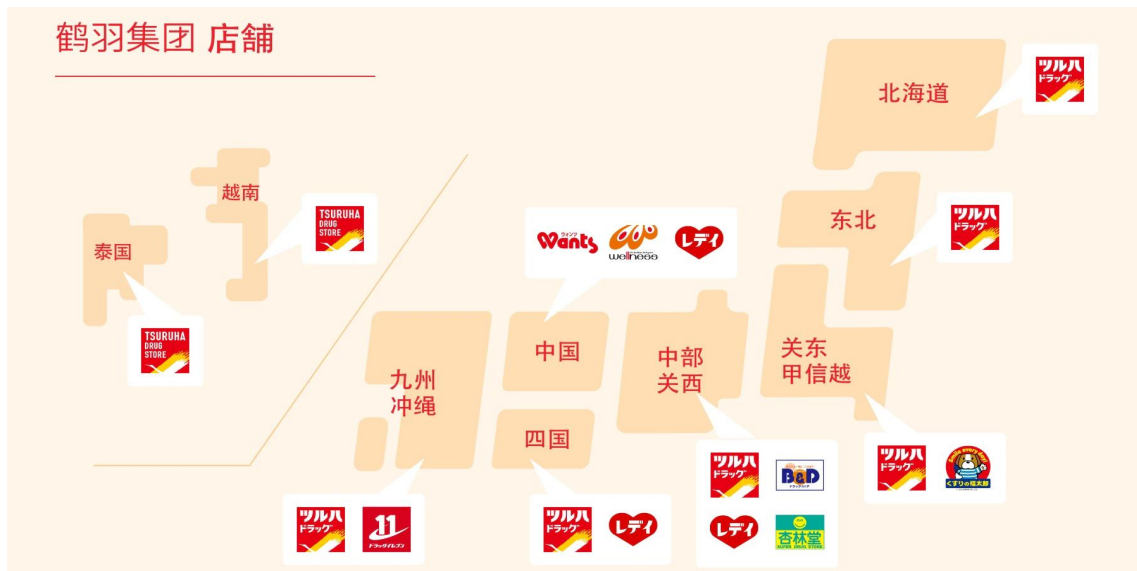 鹤羽集团 店舗
北海道
ツルハ
ドラッグ
越南
TSURUHA
DRUG
STORE
东北
ツルハ
ドラッグ
泰国
TSURUHA
DRUG
STORE
ウォンツ
Wants
wellness
レデイ
中国
九州
冲绳
四国
中部
关西
关东
甲信越
ツルハ
ドラッグ
Smile every day!
くすりの福太郎
ツルハ
ドラッグ
B&D
ドラッグストア
レデイ
杏林堂
SUPER DRUG STORE
ツルハ
ドラッグ
レデイ
ツルハ
ドラッグ
11
ドラッグイレブン